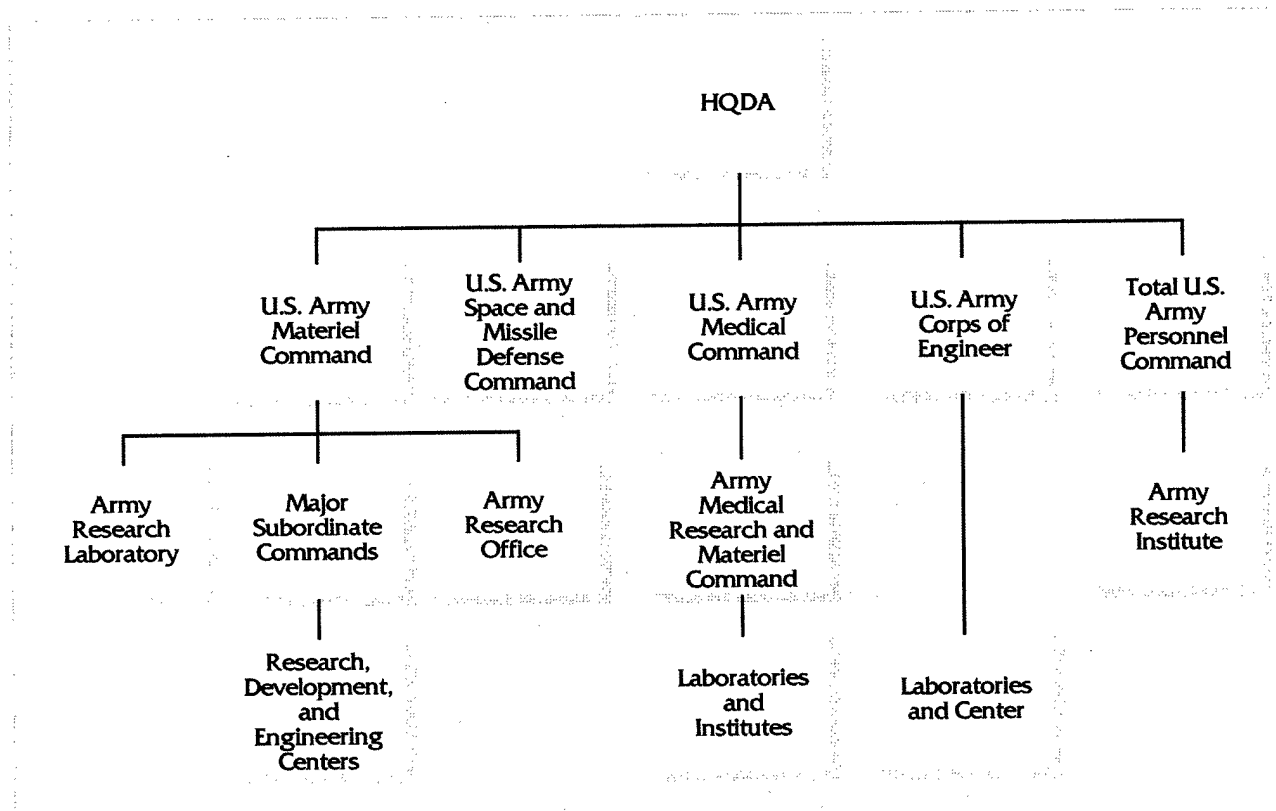 HQDA
U.S. Army
Materiel
Command
U.S. Army
Space and
Missile
Defense
Command
U.S. Army
Medical
Command
U.S. Army
Corps of
Engineer
Total U.S.
Army
Personnel
Command
Army
Research
Laboratory
Major
Subordinate
Commands
Army
Research
Office
Army
Medical
Research and
Materiel
Command
Army
Research
Institute
Research,
Development,
and
Engineering
Centers
Laboratories
and
Institutes
Laboratories
and Center